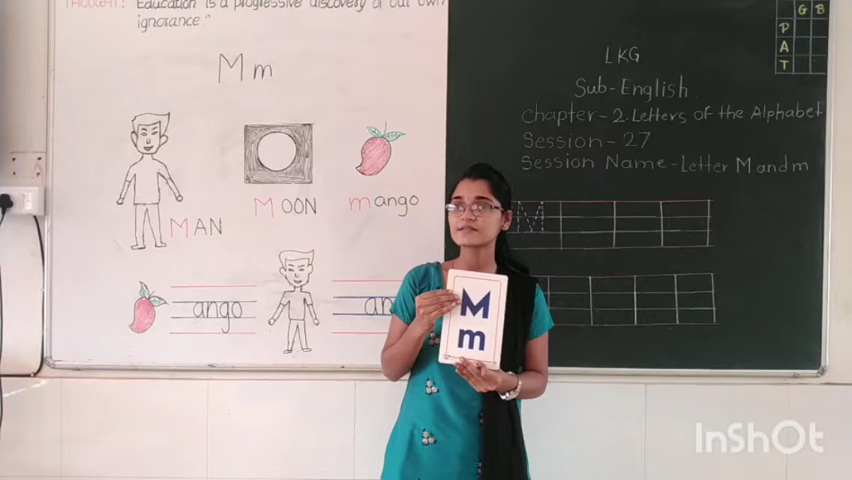 THOUGHT: Education is a progressive discovery of our own
ignorance"
M m
MAN
MOON
mango
ango
an
G B
P
A
T
LKG
Sub-English
Chapter-2. Letters of the Alphabet
Session-27
Session Name-Letter M and m
M
M
m
InShOt